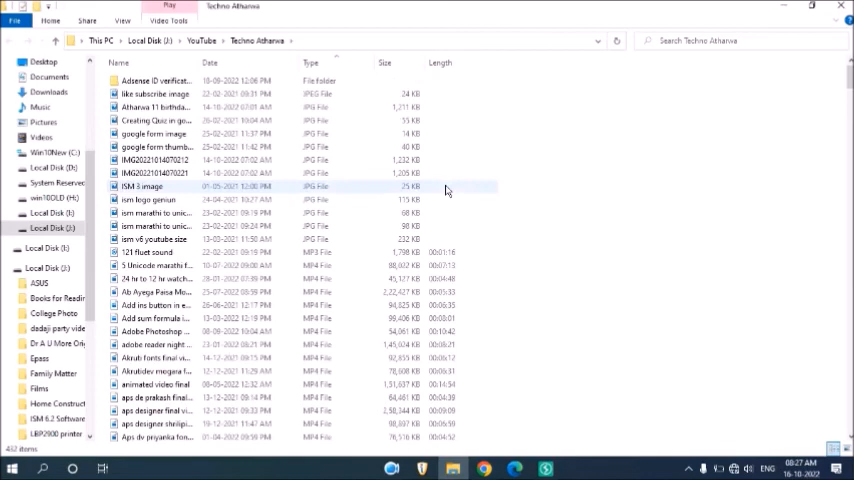 Play Techno Atharwa
File Home Share View Video Tools
This PC Local Disk (J:) YouTube Techno Atharwa Search Techno Atharwa
Name Date Type Size Length
Desktop
Documents
Downloads
Music
Pictures
Videos
Win10New (C:)
Local Disk (D:)
System Reserved
win10OLD (H:)
Local Disk (I:)
Local Disk (J:)
Local Disk (I:)
Local Disk (J:)
ASUS
Books for Readin
College Photo
dadaji party vide
Dr A U More Ori
Epass
Family Matter
Films
Home Construct
ISM 6.2 Software
LBP2900 printer
Adsense ID verificat... 18-09-2022 12:06 PM File folder
like subscribe image 22-02-2021 09:31 PM JPEG File 24 KB
Atharwa 11 birthda... 14-10-2022 07:01 AM JPG File 1,211 KB
Creating Quiz in go... 26-02-2021 10:04 AM JPG File 55 KB
google form image 25-02-2021 11:37 PM JPG File 14 KB
google form thumb... 25-02-2021 11:42 PM JPG File 40 KB
IMG20221014070212 14-10-2022 07:02 AM JPG File 1,232 KB
IMG20221014070221 14-10-2022 07:02 AM JPG File 1,205 KB
ISM 3 image 01-05-2021 12:08 PM JPG File 25 KB
ism logo geniun 24-04-2021 10:27 AM JPG File 115 KB
ism marathi to unic... 23-02-2021 09:19 PM JPG File 68 KB
ism marathi to unic... 23-02-2021 09:24 PM JPG File 98 KB
ism v6 youtube size 13-03-2021 11:50 AM JPG File 232 KB
121 fluet sound 22-02-2021 09:19 PM MP3 File 1,798 KB 00:01:16
5 Unicode marathi f... 10-07-2022 09:00 AM MP4 File 88,022 KB 00:07:13
24 hr to 12 hr watch... 28-01-2022 07:39 PM MP4 File 45,127 KB 00:04:48
Ab Ayega Paisa Mo... MP4 File 2,22,427 KB 00:05:33
Add ins button in e... 26-06-2021 12:17 PM MP4 File 94,825 KB 00:06:35
Add sum formula i... 13-03-2022 12:19 PM MP4 File 99,406 KB 00:08:01
Adobe Photoshop ... 08-09-2022 10:04 AM MP4 File 54,061 KB 00:10:42
adobe reader night ... 23-01-2022 08:21 PM MP4 File 1,45,024 KB 00:08:21
Akruti fonts final vi... 14-12-2021 09:15 PM MP4 File 92,855 KB 00:06:12
Akrutidev mogara f... 12-12-2021 11:29 AM MP4 File 78,608 KB 00:06:31
animated video final 08-05-2022 12:32 AM MP4 File 1,51,637 KB 00:14:54
aps de prakash final... 13-12-2021 09:14 PM MP4 File 64,461 KB 00:04:39
aps designer final vi... 12-12-2021 09:33 PM MP4 File 2,58,344 KB 00:09:09
aps designer shrilipi... 19-12-2021 11:47 AM MP4 File 98,897 KB 00:06:59
Aps dv priyanka fon... 01-04-2022 09:59 PM MP4 File 76,516 KB 00:04:52
432 items
ENG 08:27 AM
16-10-2022